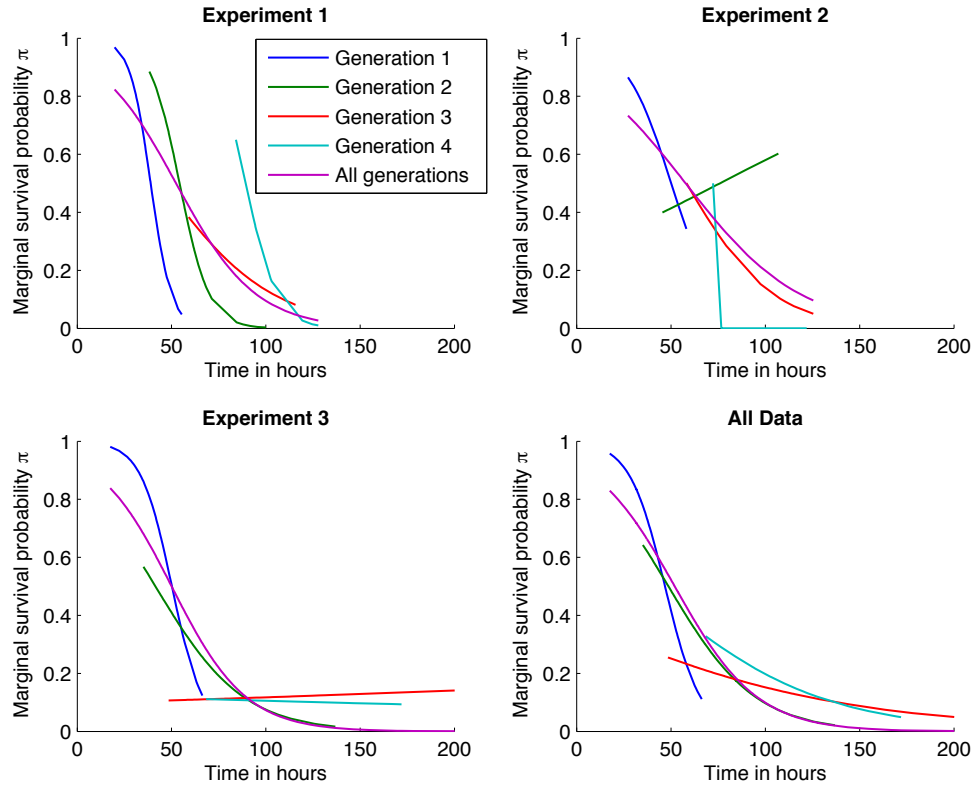 Experiment 1
Marginal survival probability π
1
0.8
0.6
0.4
0.2
0
0
50
100
150
200
Time in hours
Generation 1
Generation 2
Generation 3
Generation 4
All generations
Experiment 2
Marginal survival probability π
1
0.8
0.6
0.4
0.2
0
0
50
100
150
200
Time in hours
Experiment 3
Marginal survival probability π
1
0.8
0.6
0.4
0.2
0
0
50
100
150
200
Time in hours
All Data
Marginal survival probability π
1
0.8
0.6
0.4
0.2
0
0
50
100
150
200
Time in hours